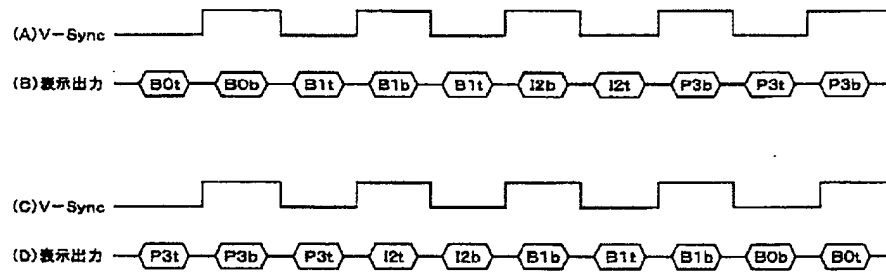 (A)V-Sync
(B)表示出力 B0t B0b B1t B1b B1t I2b I2t P3b P3t P3b
(C)V-Sync
(D)表示出力 P3t P3b P3t I2t I2b B1b B1t B1b B0b B0t